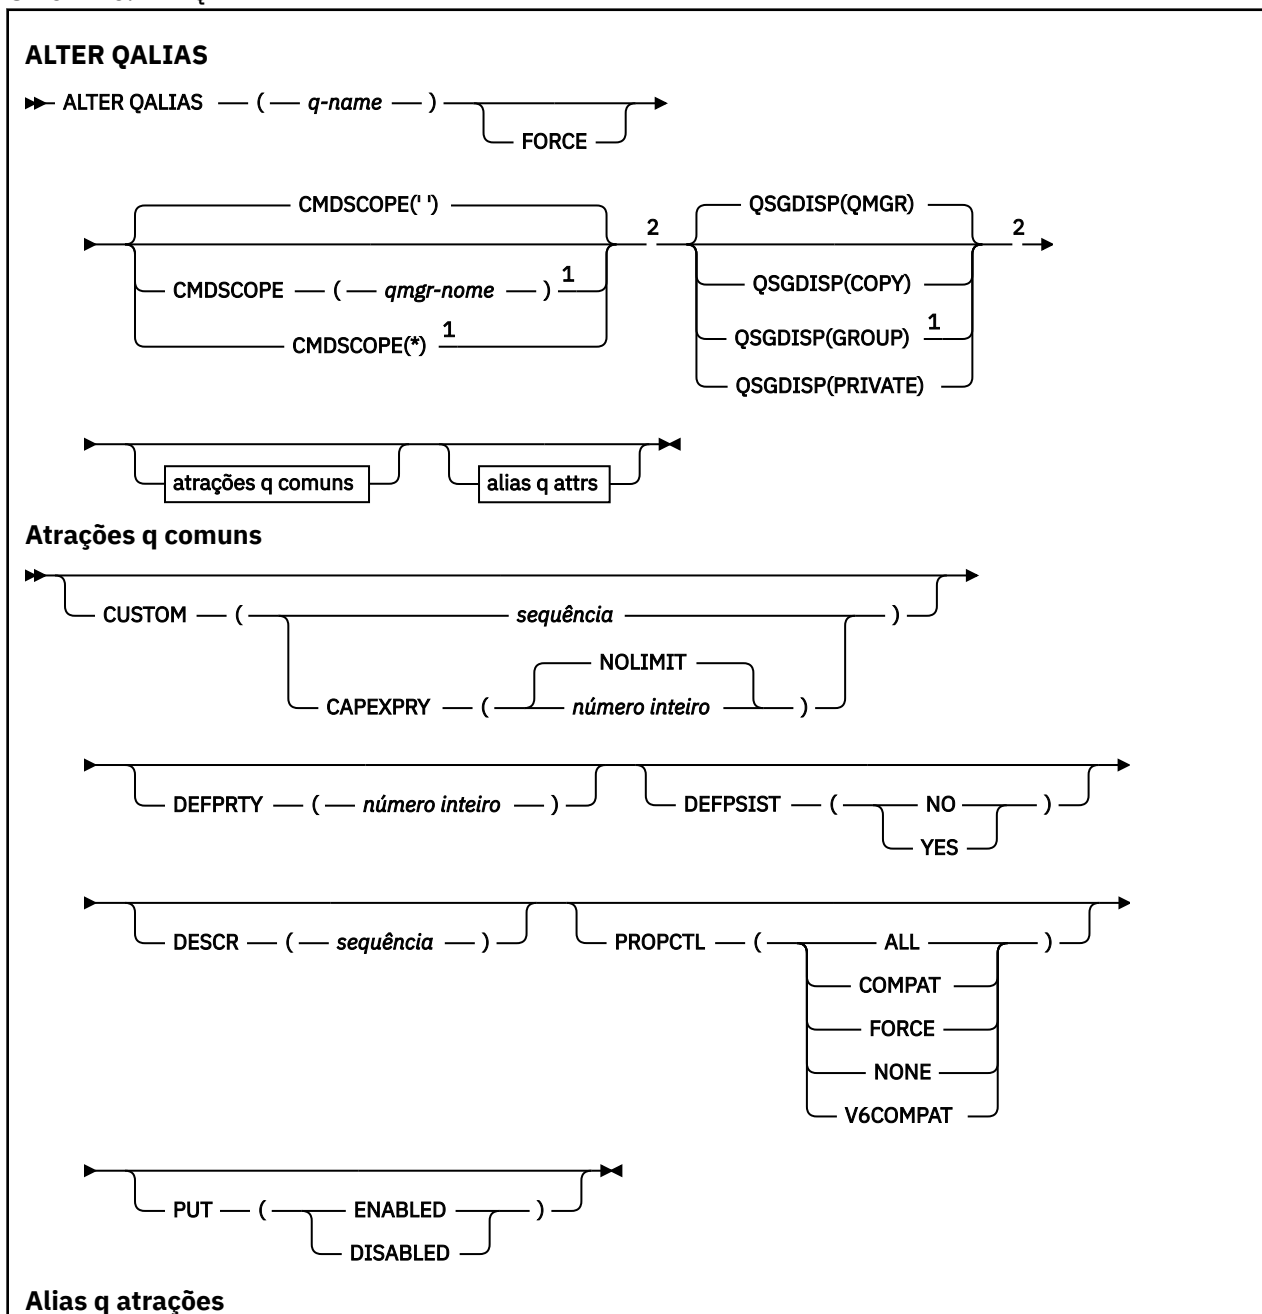 ALTER QALIAS
ALTER QALIAS ( q-name )
FORCE
CMDSCOPE(' ')
CMDSCOPE ( qmgr-nome ) 1
CMDSCOPE(*) 1
2
QSGDISP(QMGR)
QSGDISP(COPY)
QSGDISP(GROUP) 1
QSGDISP(PRIVATE)
2
atrações q comuns
alias q attrs
Atrações q comuns
CUSTOM ( sequência )
NOLIMIT
CAPEXPRY ( número inteiro )
DEFPRTY ( número inteiro )
DEFPSIST ( NO )
YES
DESCR ( sequência )
PROPCTL ( ALL )
COMPAT
FORCE
NONE
V6COMPAT
PUT ( ENABLED )
DISABLED
Alias q atrações